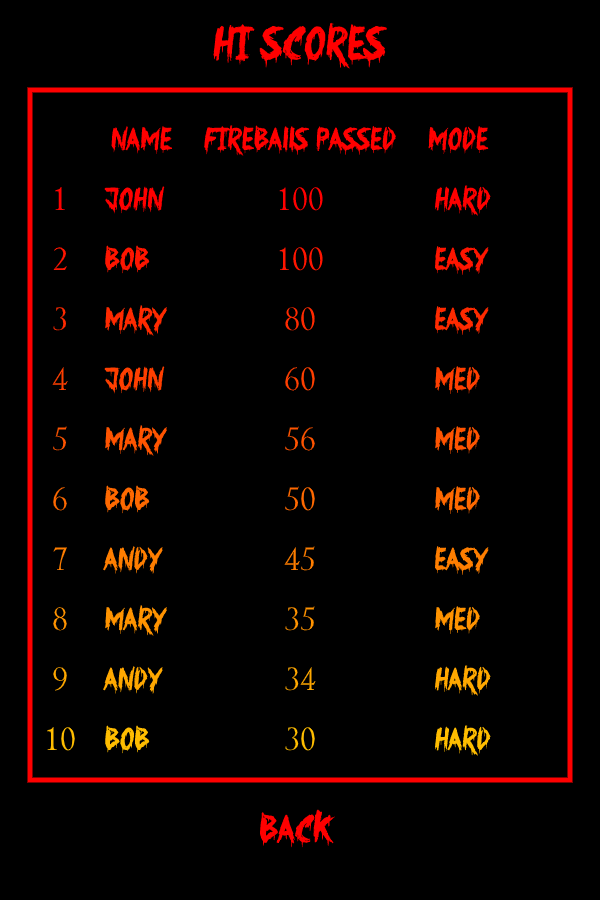 HI SCORES
NAME FIREBAllS PASSED MODE
1 JOHN 100 HARD
2 BOB 100 EASY
3 MARY 80 EASY
4 JOHN 60 MED
5 MARY 56 MED
6 BOB 50 MED
7 ANDY 45 EASY
8 MARY 35 MED
9 ANDY 34 HARD
10 BOB 30 HARD
BACK